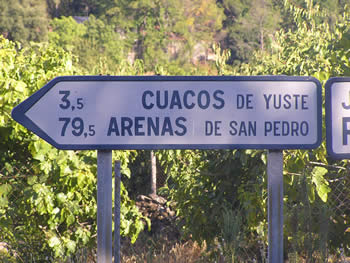 3,5 CUACOS DE YUSTE
79,5 ARENAS DE SAN PEDRO